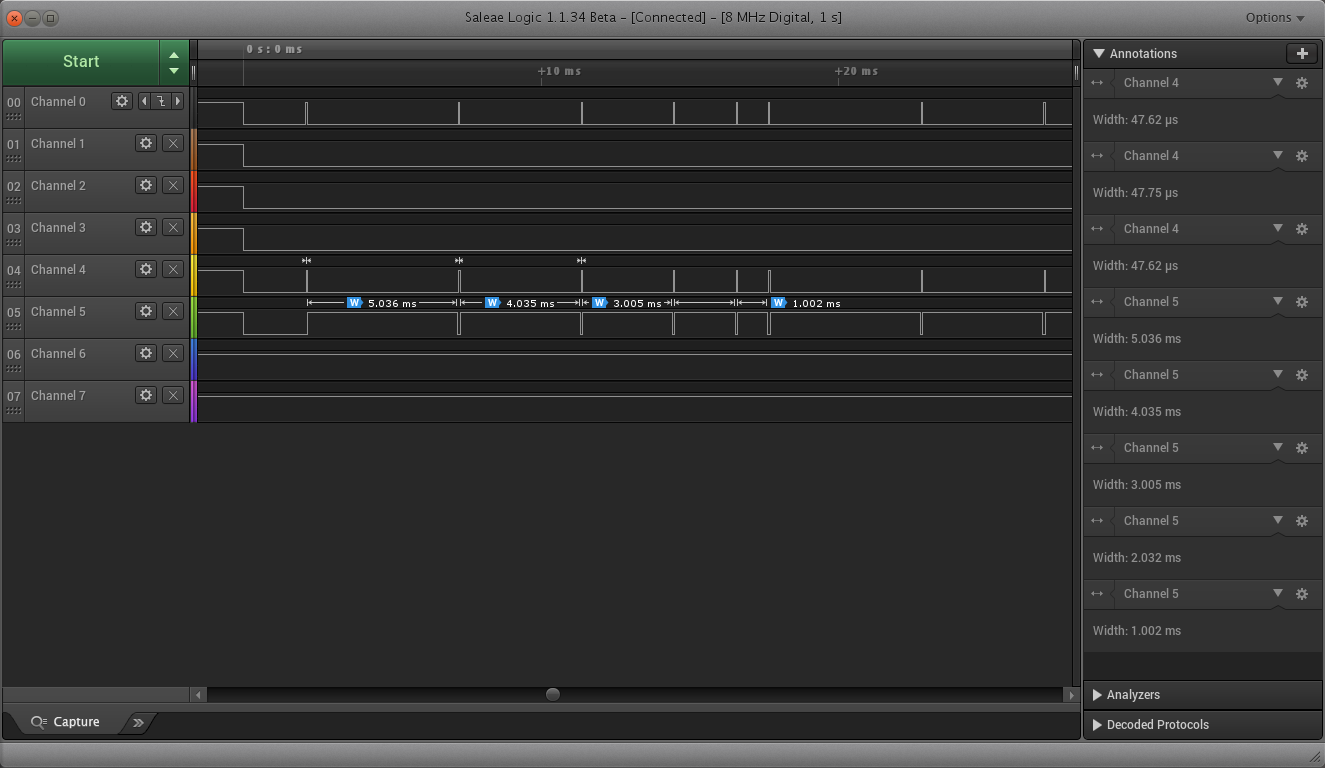 Saleae Logic 1.1.34 Beta – [Connected] – [8 MHz Digital, 1 s]
Options
Start
0 s : 0 ms
+10 ms
+20 ms
00 Channel 0
01 Channel 1
02 Channel 2
03 Channel 3
04 Channel 4
W 5.036 ms W 4.035 ms W 3.005 ms W 1.002 ms
05 Channel 5
06 Channel 6
07 Channel 7
Annotations
Channel 4
Width: 47.62 µs
Channel 4
Width: 47.75 µs
Channel 4
Width: 47.62 µs
Channel 5
Width: 5.036 ms
Channel 5
Width: 4.035 ms
Channel 5
Width: 3.005 ms
Channel 5
Width: 2.032 ms
Channel 5
Width: 1.002 ms
Analyzers
Decoded Protocols
Capture